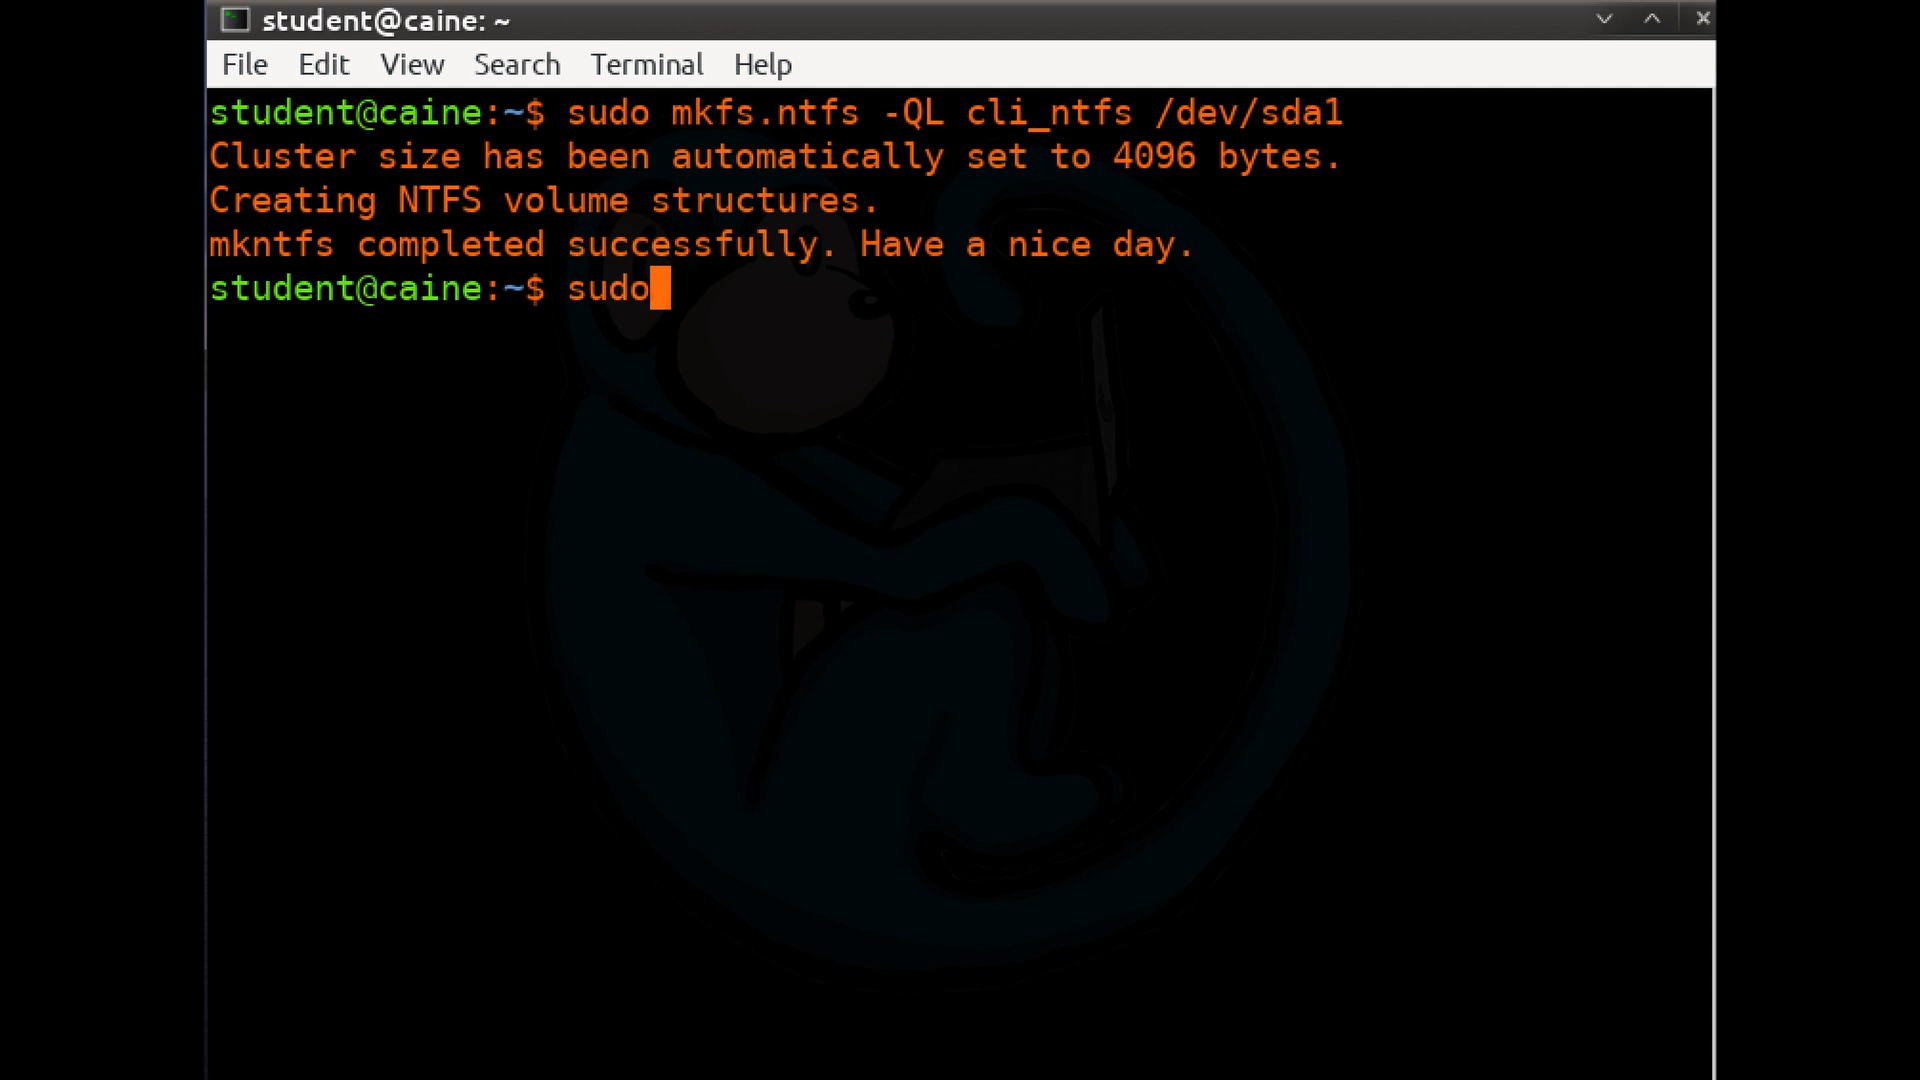 student@caine: ~
File Edit View Search Terminal Help
student@caine:~$ sudo mkfs.ntfs -QL cli_ntfs /dev/sda1
Cluster size has been automatically set to 4096 bytes.
Creating NTFS volume structures.
mkntfs completed successfully. Have a nice day.
student@caine:~$ sudo